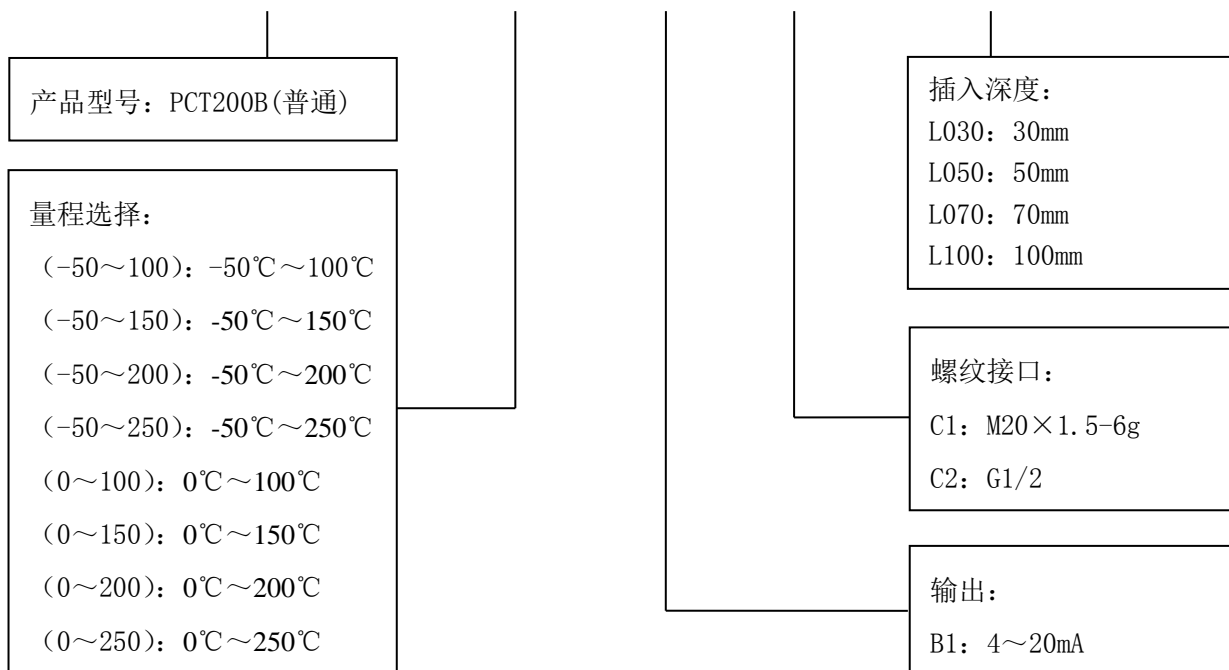 产品型号：PCT200B(普通)
量程选择：
(-50～100)：-50℃～100℃
(-50～150)：-50℃～150℃
(-50～200)：-50℃～200℃
(-50～250)：-50℃～250℃
(0～100)：0℃～100℃
(0～150)：0℃～150℃
(0～200)：0℃～200℃
(0～250)：0℃～250℃
插入深度：
L030：30mm
L050：50mm
L070：70mm
L100：100mm
螺纹接口：
C1：M20×1.5-6g
C2：G1/2
输出：
B1：4～20mA